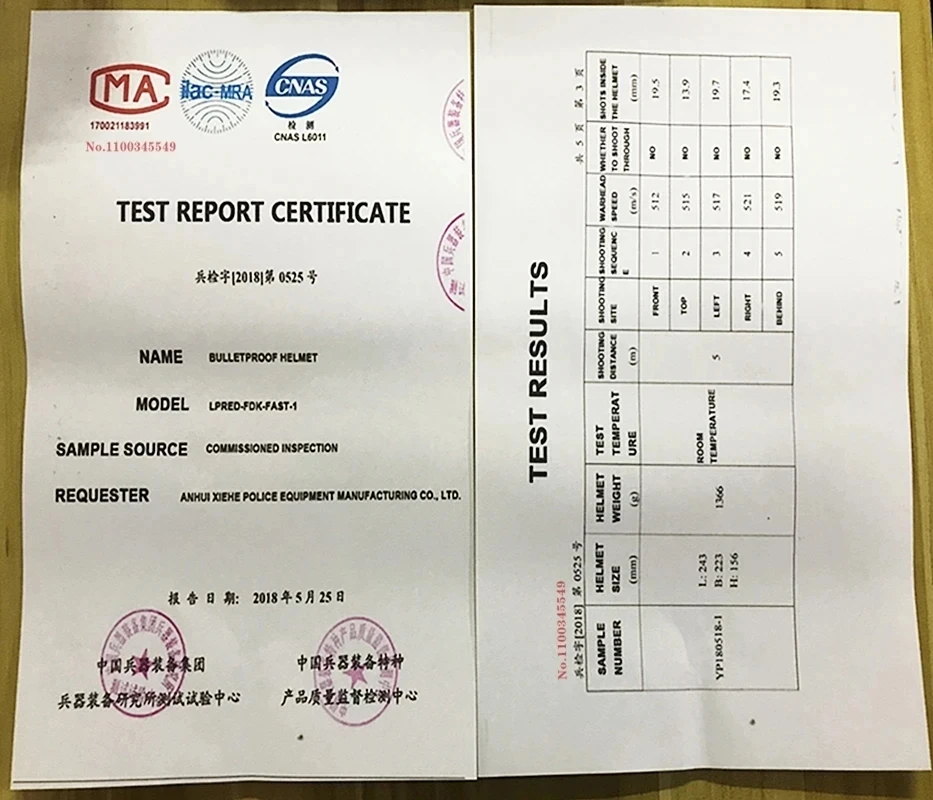 CMA
ilac-MRA
CNAS
检 测
170021183991
CNAS L6011
No.1100345549
TEST REPORT CERTIFICATE
兵检字[2018]第 0525 号
NAME BULLETPROOF HELMET
MODEL LPRED-FDK-FAST-1
SAMPLE SOURCE COMMISSIONED INSPECTION
REQUESTER ANHUI XIEHE POLICE EQUIPMENT MANUFACTURING CO., LTD.
报 告 日 期: 2018 年 5 月 25 日
中国兵器装备集团
兵器装备研究所测试试验中心
中国兵器装备特种
产品质量监督检测中心
TEST RESULTS
No.1100345549
兵检字[2018] 第 0525 号 共 5 页 第 3 页
SAMPLE NUMBER
HELMET SIZE (mm)
HELMET WEIGHT (g)
TEST TEMPERAT URE
SHOOTING DISTANCE (m)
SHOOTING SITE
SHOOTING SEQUENC E
WARHEAD SPEED (m/s)
WHETHER TO SHOOT THROUGH
SHOTS INSIDE THE HELMET (mm)
YP180518-1
L: 243
B: 223
H: 156
1366
ROOM TEMPERATURE
5
FRONT 1 512 NO 19.5
TOP 2 515 NO 13.9
LEFT 3 517 NO 19.7
RIGHT 4 521 NO 17.4
BEHIND 5 519 NO 19.3